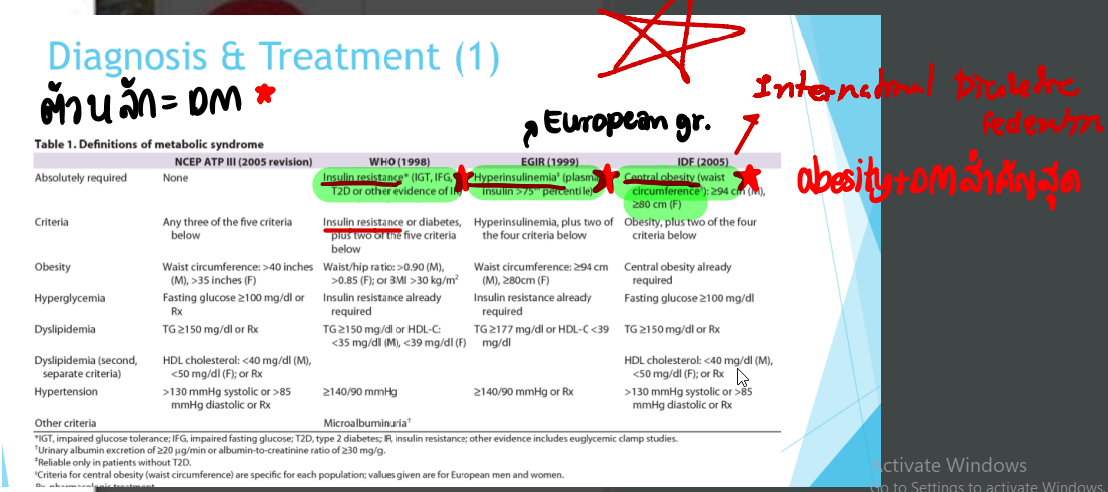 Diagnosis & Treatment (1)
ตัวหลัก = DM *
European gr.
International
obesity + DM สำคัญสุด
Table 1. Definitions of metabolic syndrome
NCEP ATP III (2005 revision) WHO (1998) EGIR (1999) IDF (2005)
Absolutely required None Insulin resistance* (IGT, IFG, Hyperinsulinemia‡ (plasma Central obesity (waist
T2D or other evidence of IR) insulin >75th percentile) circumference§): ≥94 cm (M),
≥80 cm (F)
Criteria Any three of the five criteria Insulin resistance or diabetes, Hyperinsulinemia, plus two of Obesity, plus two of the four
below plus two of the five criteria the four criteria below criteria below
below
Obesity Waist circumference: >40 inches Waist/hip ratio: >0.90 (M), Waist circumference: ≥94 cm Central obesity already
(M), >35 inches (F) >0.85 (F); or BMI >30 kg/m² (M), ≥80cm (F) required
Hyperglycemia Fasting glucose ≥100 mg/dl or Insulin resistance already Insulin resistance already Fasting glucose ≥100 mg/dl
Rx required required
Dyslipidemia TG ≥150 mg/dl or Rx TG ≥150 mg/dl or HDL-C: TG ≥177 mg/dl or HDL-C <39 TG ≥150 mg/dl or Rx
<35 mg/dl (M), <39 mg/dl (F) mg/dl
Dyslipidemia (second, HDL cholesterol: <40 mg/dl (M), HDL cholesterol: <40 mg/dl (M),
separate criteria) <50 mg/dl (F); or Rx <50 mg/dl (F); or Rx
Hypertension >130 mmHg systolic or >85 ≥140/90 mmHg ≥140/90 mmHg or Rx >130 mmHg systolic or >85
mmHg diastolic or Rx mmHg diastolic or Rx
Other criteria Microalbuminuria†
*IGT, impaired glucose tolerance; IFG, impaired fasting glucose; T2D, type 2 diabetes; IR, insulin resistance; other evidence includes euglycemic clamp studies.
†Urinary albumin excretion of ≥20 μg/min or albumin-to-creatinine ratio of ≥30 mg/g.
‡Reliable only in patients without T2D.
§Criteria for central obesity (waist circumference) are specific for each population; values given are for European men and women.
Activate Windows
Go to Settings to activate Windows.